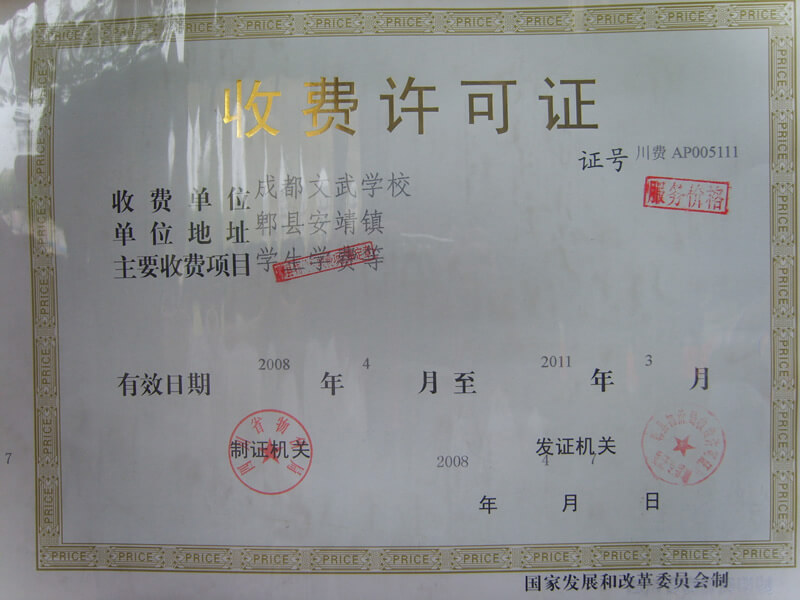 收费许可证
证号 川费 AP005111
服务价格
收费单位 成都文武学校
单位地址 郫县安靖镇
主要收费项目 学生学费等
有效日期 2008 年 4 月至 2011 年 3 月
制证机关 发证机关
2008 年 4 月 7 日
国家发展和改革委员会制